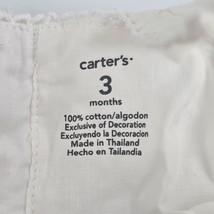 carter's
3
months
100% cotton/algodon
Exclusive of Decoration
Excluyendo la Decoracion
Made in Thailand
Hecho en Tailandia